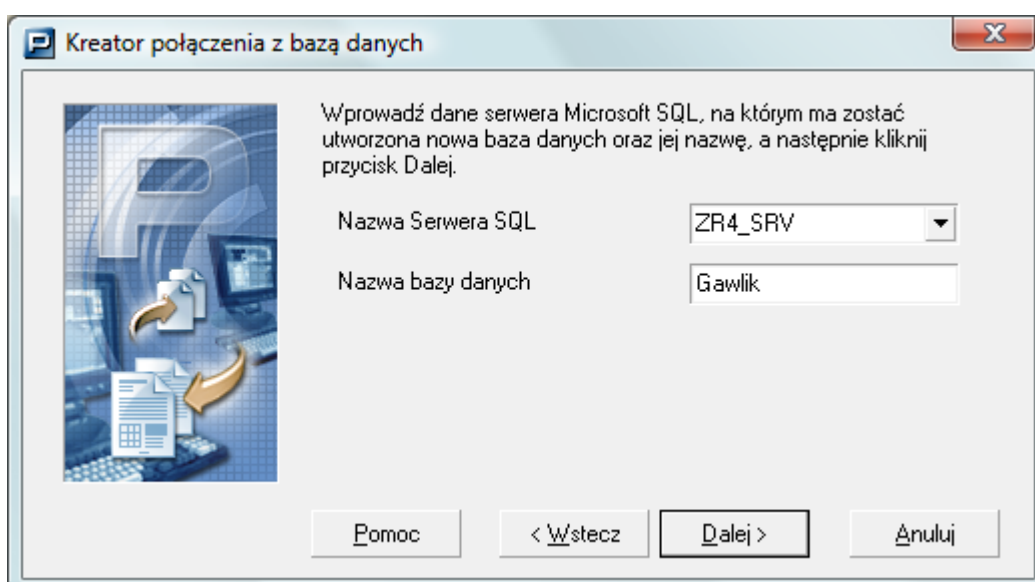 Kreator połączenia z bazą danych
Wprowadź dane serwera Microsoft SQL, na którym ma zostać
utworzona nowa baza danych oraz jej nazwę, a następnie kliknij
przycisk Dalej.
Nazwa Serwera SQL
ZR4_SRV
Nazwa bazy danych
Gawlik
Pomoc
< Wstecz
Dalej >
Anuluj